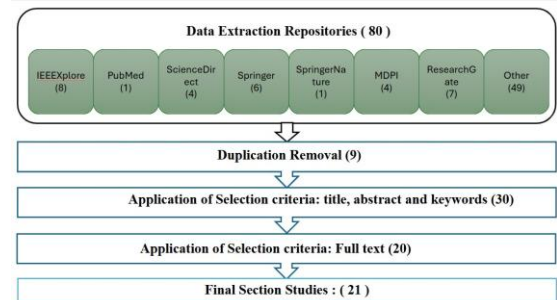 Data Extraction Repositories ( 80 )
IEEEXplore
(8)
PubMed
(1)
ScienceDir
ect
(4)
Springer
(6)
SpringerNa
ture
(1)
MDPI
(4)
ResearchG
ate
(7)
Other
(49)
Duplication Removal (9)
Application of Selection criteria: title, abstract and keywords (30)
Application of Selection criteria: Full text (20)
Final Section Studies : ( 21 )